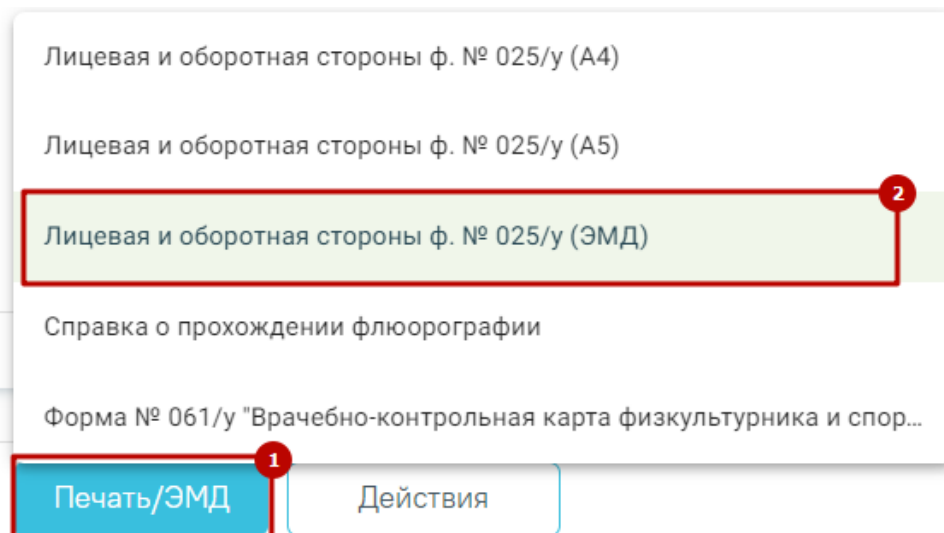 Лицевая и оборотная стороны ф. № 025/у (А4)
Лицевая и оборотная стороны ф. № 025/у (А5)
2
Лицевая и оборотная стороны ф. № 025/у (ЭМД)
Справка о прохождении флюорографии
Форма № 061/у "Врачебно-контрольная карта физкультурника и спор...
1
Печать/ЭМД Действия